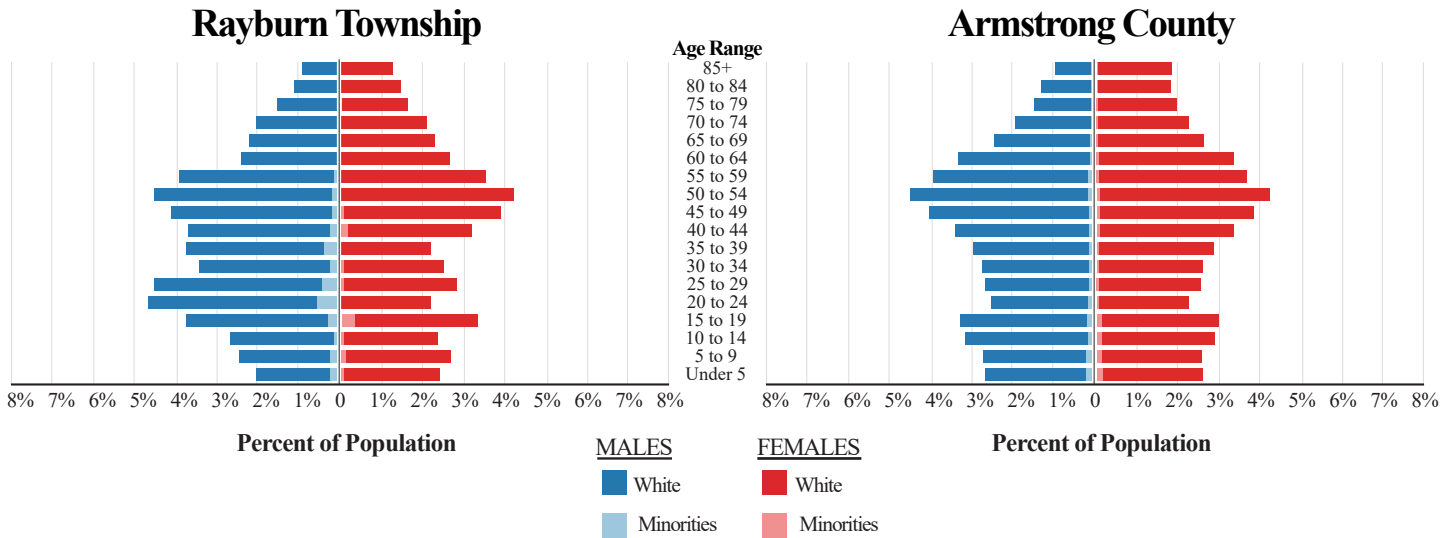 Rayburn Township
Armstrong County
Age Range
85+
80 to 84
75 to 79
70 to 74
65 to 69
60 to 64
55 to 59
50 to 54
45 to 49
40 to 44
35 to 39
30 to 34
25 to 29
20 to 24
15 to 19
10 to 14
5 to 9
Under 5
8% 7% 6% 5% 4% 3% 2% 1% 0 1% 2% 3% 4% 5% 6% 7% 8%
8% 7% 6% 5% 4% 3% 2% 1% 0 1% 2% 3% 4% 5% 6% 7% 8%
Percent of Population
Percent of Population
MALES
White
Minorities
FEMALES
White
Minorities